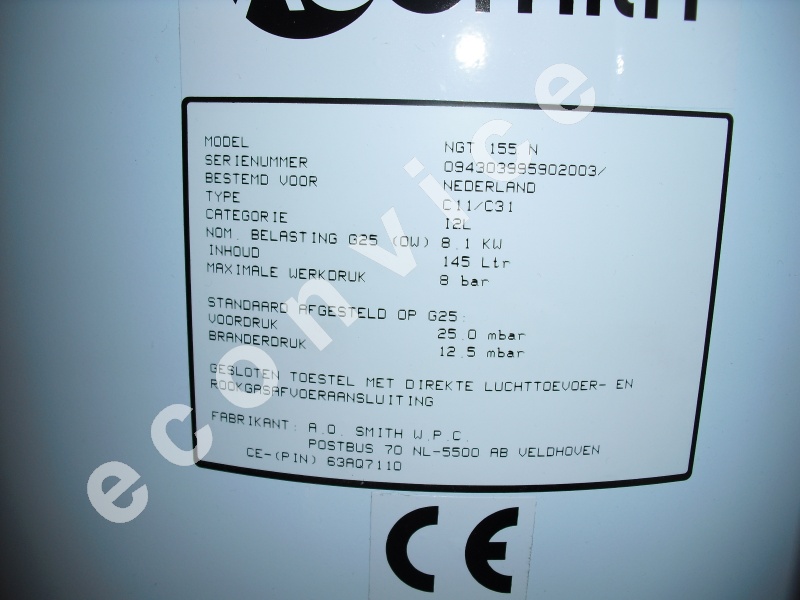 MODEL NGT 155 N
SERIENUMMER 094303995902003/
BESTEMD VOOR NEDERLAND
TYPE C11/C31
CATEGORIE I2L
NOM. BELASTING G25 (OW) 8.1 KW
INHOUD 145 Ltr
MAXIMALE WERKDRUK 8 bar
STANDAARD AFGESTELD OP G25:
VOORDRUK 25.0 mbar
BRANDERDRUK 12.5 mbar
GESLOTEN TOESTEL MET DIREKTE LUCHTTOEVOER- EN
ROOKGASAFVOERAANSLUITING
FABRIKANT: A.O. SMITH W.P.C.
POSTBUS 70 NL-5500 AB VELDHOVEN
CE-(PIN) 63AQ7110
CE
econvice